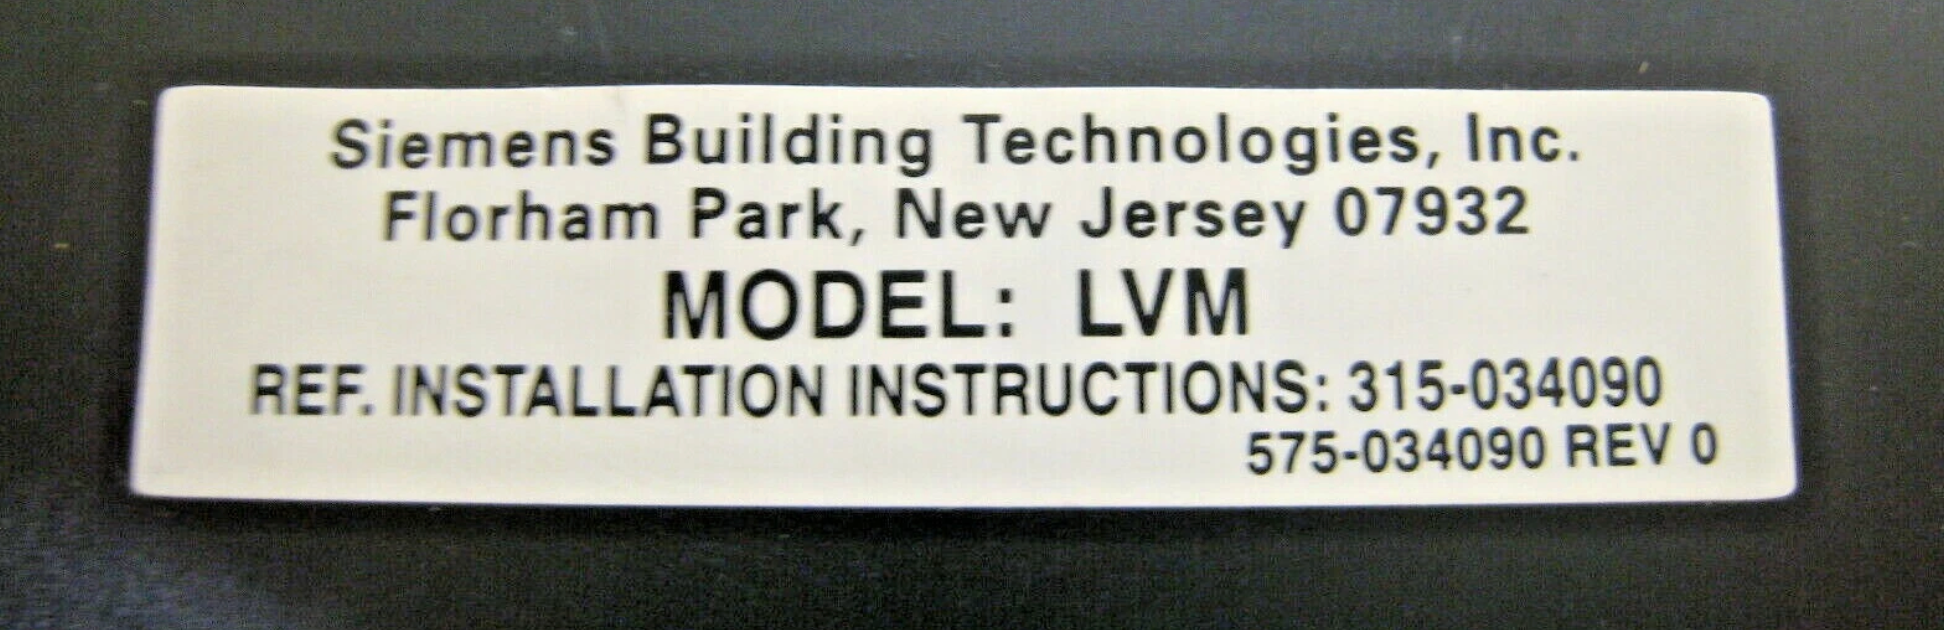 Siemens Building Technologies, Inc.
Florham Park, New Jersey 07932
MODEL: LVM
REF. INSTALLATION INSTRUCTIONS: 315-034090
575-034090 REV 0